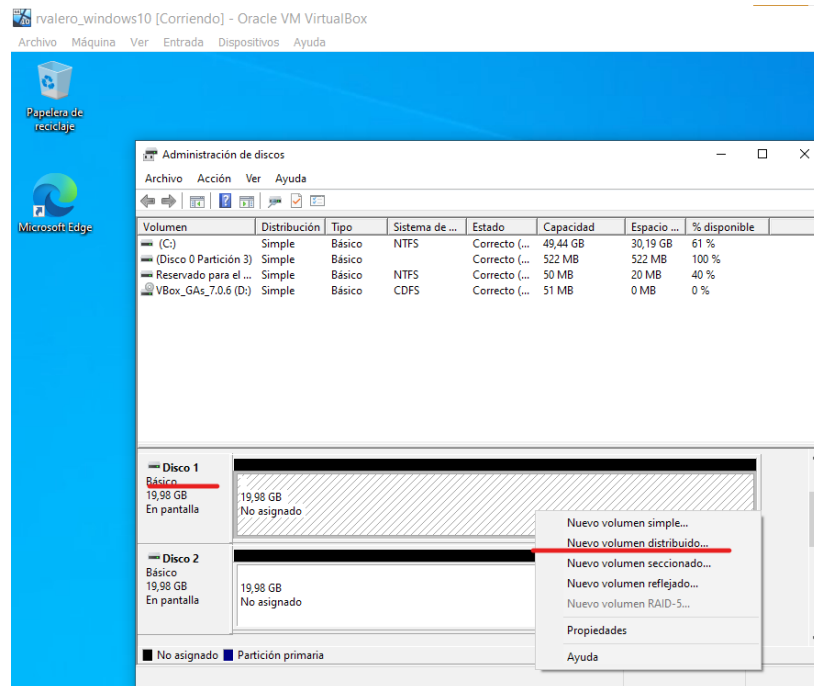 rvalero_windows10 [Corriendo] - Oracle VM VirtualBox
Archivo Máquina Ver Entrada Dispositivos Ayuda
Papelera de
reciclaje
Microsoft Edge
Administración de discos
Archivo Acción Ver Ayuda
Volumen Distribución Tipo Sistema de ... Estado Capacidad Espacio ... % disponible
(C:) Simple Básico NTFS Correcto (... 49,44 GB 30,19 GB 61 %
(Disco 0 Partición 3) Simple Básico Correcto (... 522 MB 522 MB 100 %
Reservado para el ... Simple Básico NTFS Correcto (... 50 MB 20 MB 40 %
VBox_GAs_7.0.6 (D:) Simple Básico CDFS Correcto (... 51 MB 0 MB 0 %
Disco 1
Básico
19,98 GB
En pantalla
19,98 GB
No asignado
Nuevo volumen simple...
Nuevo volumen distribuido...
Nuevo volumen seccionado...
Nuevo volumen reflejado...
Nuevo volumen RAID-5...
Propiedades
Ayuda
Disco 2
Básico
19,98 GB
En pantalla
19,98 GB
No asignado
No asignado Partición primaria